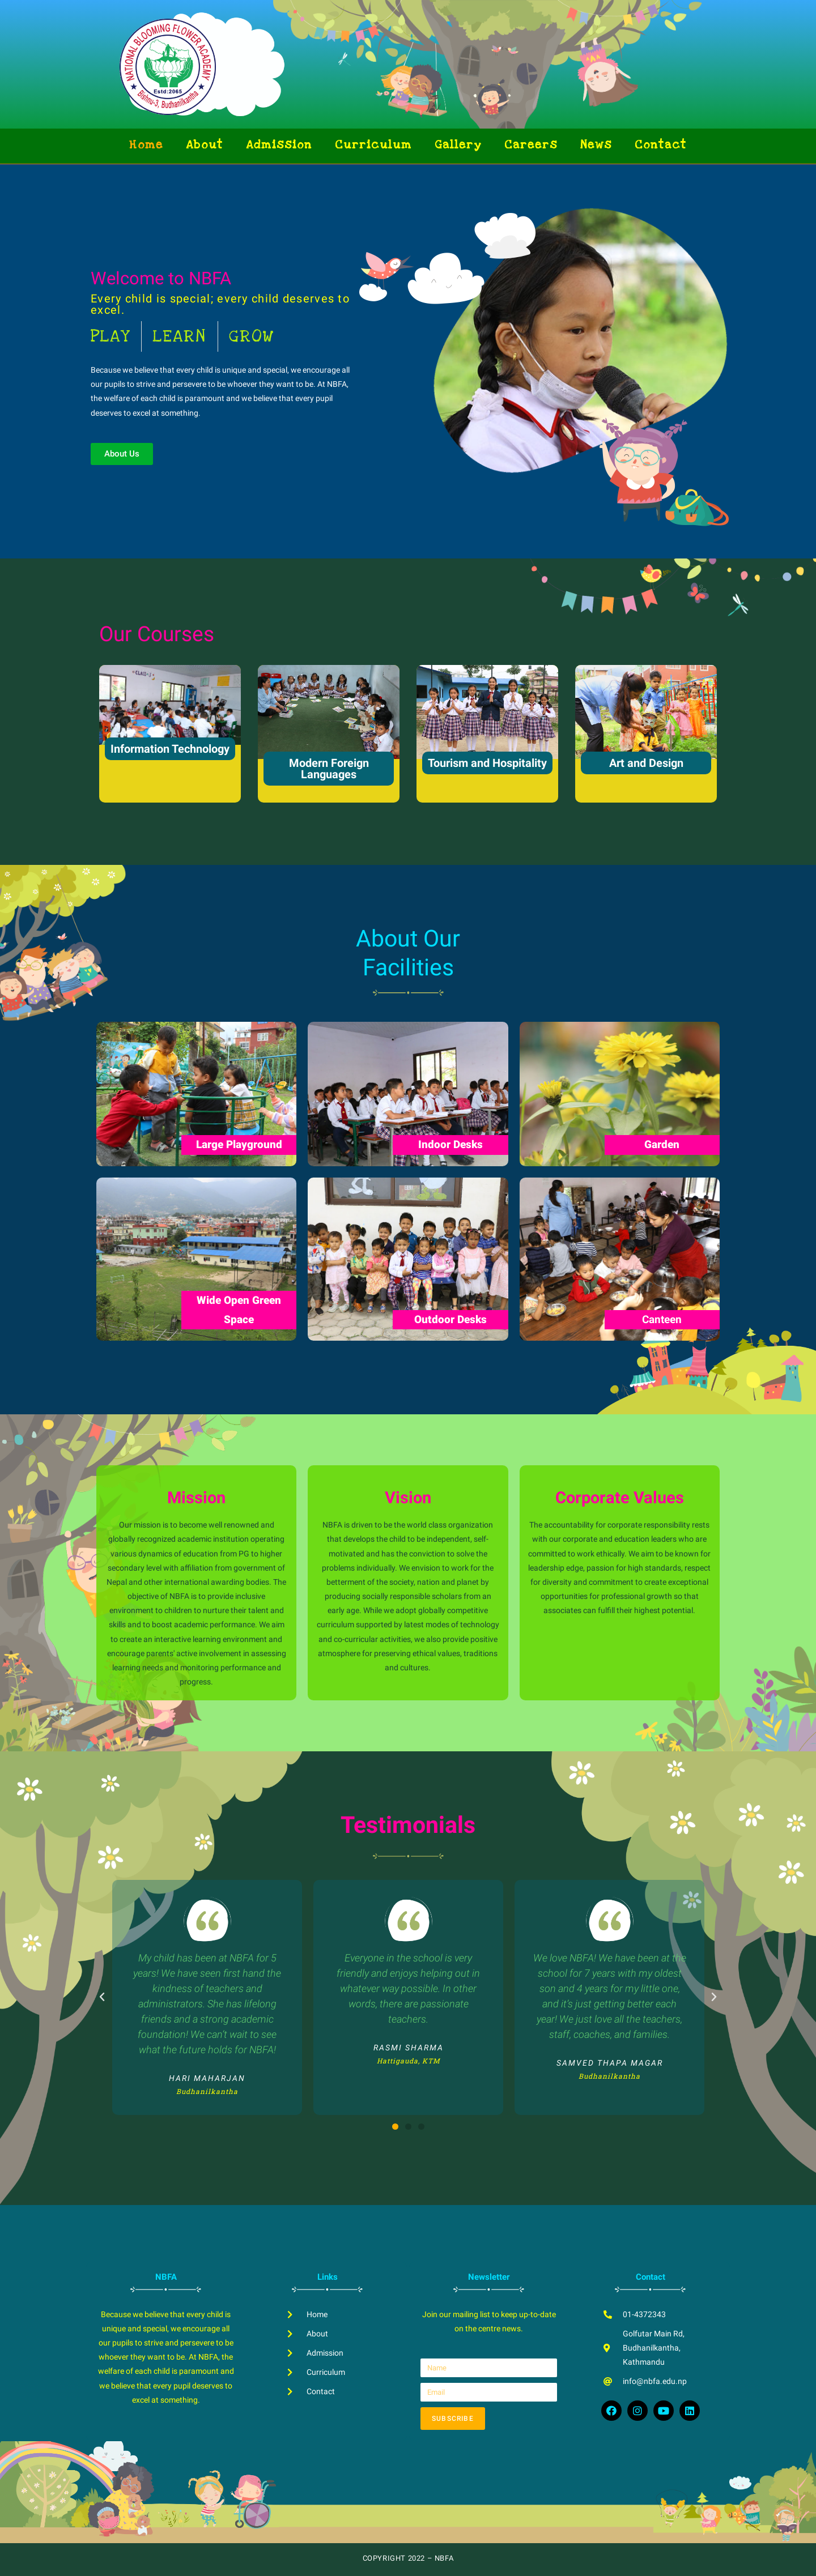 NATIONAL BLOOMING FLOWER ACADEMY
Estd:2065
Bishnu-3, Budhanilkantha
Home About Admission Curriculum Gallery Careers News Contact
Welcome to NBFA
Every child is special; every child deserves to
excel.
PLAY LEARN GROW
Because we believe that every child is unique and special, we encourage all
our pupils to strive and persevere to be whoever they want to be. At NBFA,
the welfare of each child is paramount and we believe that every pupil
deserves to excel at something.
About Us
Our Courses
Information Technology
Modern Foreign
Languages
Tourism and Hospitality
Art and Design
About Our
Facilities
Large Playground
Indoor Desks
Garden
Wide Open Green
Space
Outdoor Desks
Canteen
Mission
Our mission is to become well renowned and
globally recognized academic institution operating
various dynamics of education from PG to higher
secondary level with affiliation from government of
Nepal and other international awarding bodies. The
objective of NBFA is to provide inclusive
environment to children to nurture their talent and
skills and to boost academic performance. We aim
to create an interactive learning environment and
encourage parents' active involvement in assessing
learning needs and monitoring performance and
progress.
Vision
NBFA is driven to be the world class organization
that develops the child to be independent, self-
motivated and has the conviction to solve the
problems individually. We envision to work for the
betterment of the society, nation and planet by
producing socially responsible scholars from an
early age. While we adopt globally competitive
curriculum supported by latest modes of technology
and co-curricular activities, we also provide positive
atmosphere for preserving ethical values, traditions
and cultures.
Corporate Values
The accountability for corporate responsibility rests
with our corporate and education leaders who are
committed to work ethically. We aim to be known for
leadership edge, passion for high standards, respect
for diversity and commitment to create exceptional
opportunities for professional growth so that
associates can fulfill their highest potential.
Testimonials
My child has been at NBFA for 5
years! We have seen first hand the
kindness of teachers and
administrators. She has lifelong
friends and a strong academic
foundation! We can't wait to see
what the future holds for NBFA!
HARI MAHARJAN
Budhanilkantha
Everyone in the school is very
friendly and enjoys helping out in
whatever way possible. In other
words, there are passionate
teachers.
RASMI SHARMA
Hattigauda, KTM
We love NBFA! We have been at the
school for 7 years with my oldest
son and 4 years for my little one,
and it's just getting better each
year! We just love all the teachers,
staff, coaches, and families.
SAMVED THAPA MAGAR
Budhanilkantha
NBFA
Because we believe that every child is
unique and special, we encourage all
our pupils to strive and persevere to be
whoever they want to be. At NBFA, the
welfare of each child is paramount and
we believe that every pupil deserves to
excel at something.
Links
Home
About
Admission
Curriculum
Contact
Newsletter
Join our mailing list to keep up-to-date
on the centre news.
Name
Email
SUBSCRIBE
Contact
01-4372343
Golfutar Main Rd,
Budhanilkantha,
Kathmandu
info@nbfa.edu.np
COPYRIGHT 2022 – NBFA